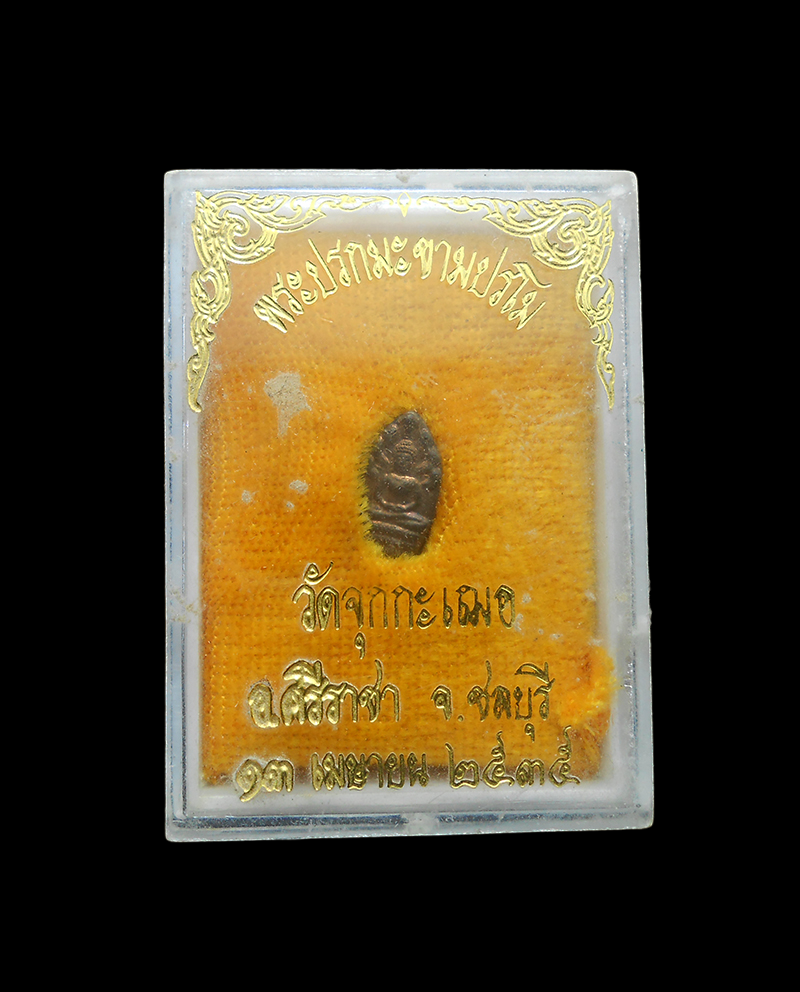 พระปรกมะขามปรโม
วัดจุกกะเฌอ
อ.ศรีราชา จ.ชลบุรี
๑๓ เมษายน ๒๕๓๕